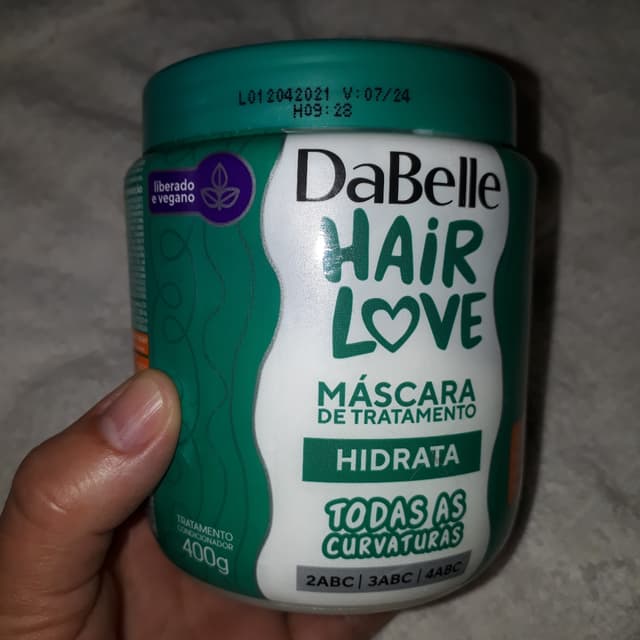 L012042021 V:07/24
H09:28
liberado
e vegano
DaBelle
HAIR
LOVE
MÁSCARA
DE TRATAMENTO
HIDRATA
TODAS AS
CURVATURAS
2ABC | 3ABC | 4ABC
TRATAMENTO
CONDICIONADOR
400g